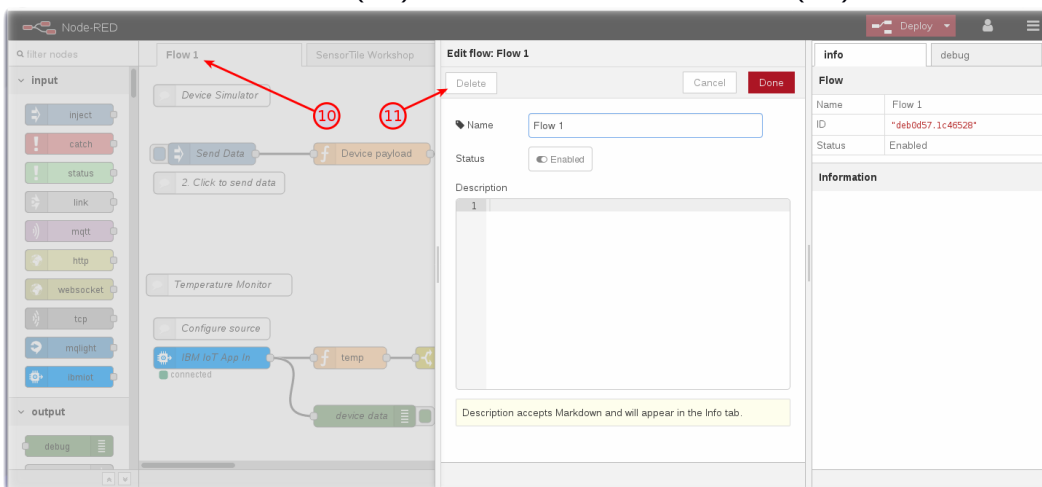 Node-RED
Deploy
filter nodes
Flow 1
SensorTile Workshop
Edit flow: Flow 1
info
debug
input
Delete
Cancel
Done
Flow
Device Simulator
Name
Flow 1
inject
10
11
Name
Flow 1
ID
"deb0d57.1c46528"
catch
Send Data
Device payload
Status
Enabled
Status
Enabled
status
2. Click to send data
Information
Description
link
1
mqtt
http
websocket
Temperature Monitor
tcp
Configure source
mqlight
IBM IoT App In
temp
connected
ibmiot
output
device data
Description accepts Markdown and will appear in the Info tab.
debug